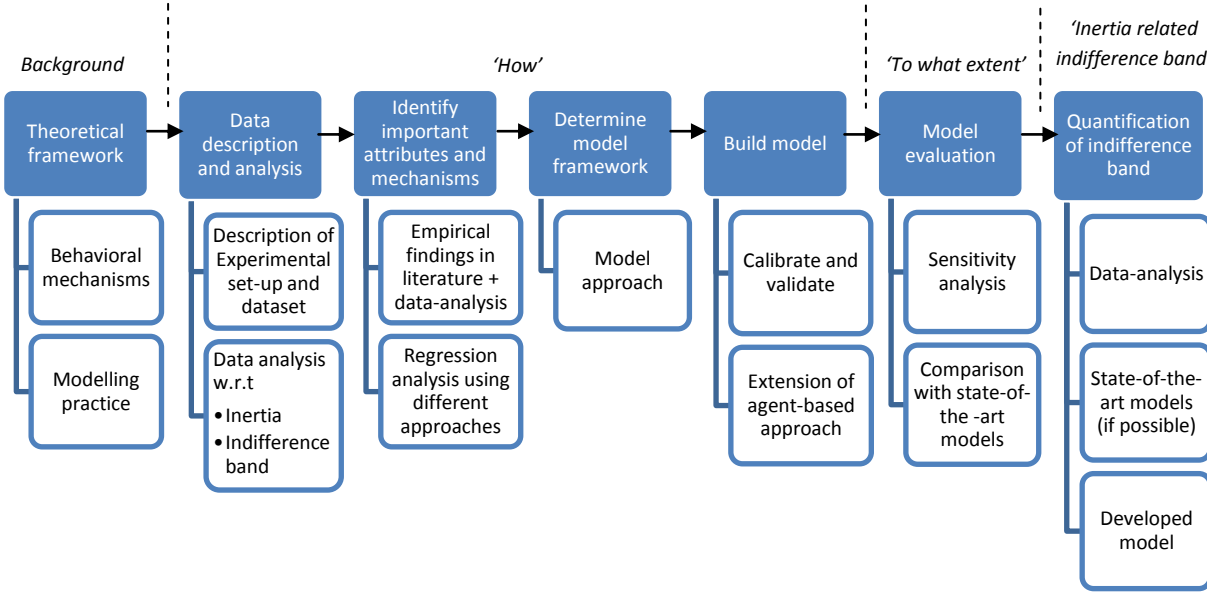 Background
‘How’
‘To what extent’
‘Inertia related
indifference band
Theoretical
framework
Data
description
and analysis
Identify
important
attributes and
mechanisms
Determine
model
framework
Build model
Model
evaluation
Quantification
of indifference
band
Behavioral
mechanisms
Modelling
practice
Description of
Experimental
set-up and
dataset
Data analysis
w.r.t
•Inertia
•Indifference
band
Empirical
findings in
literature +
data-analysis
Regression
analysis using
different
approaches
Model
approach
Calibrate and
validate
Extension of
agent-based
approach
Sensitivity
analysis
Comparison
with state-of-
the -art
models
Data-analysis
State-of-the-
art models
(if possible)
Developed
model